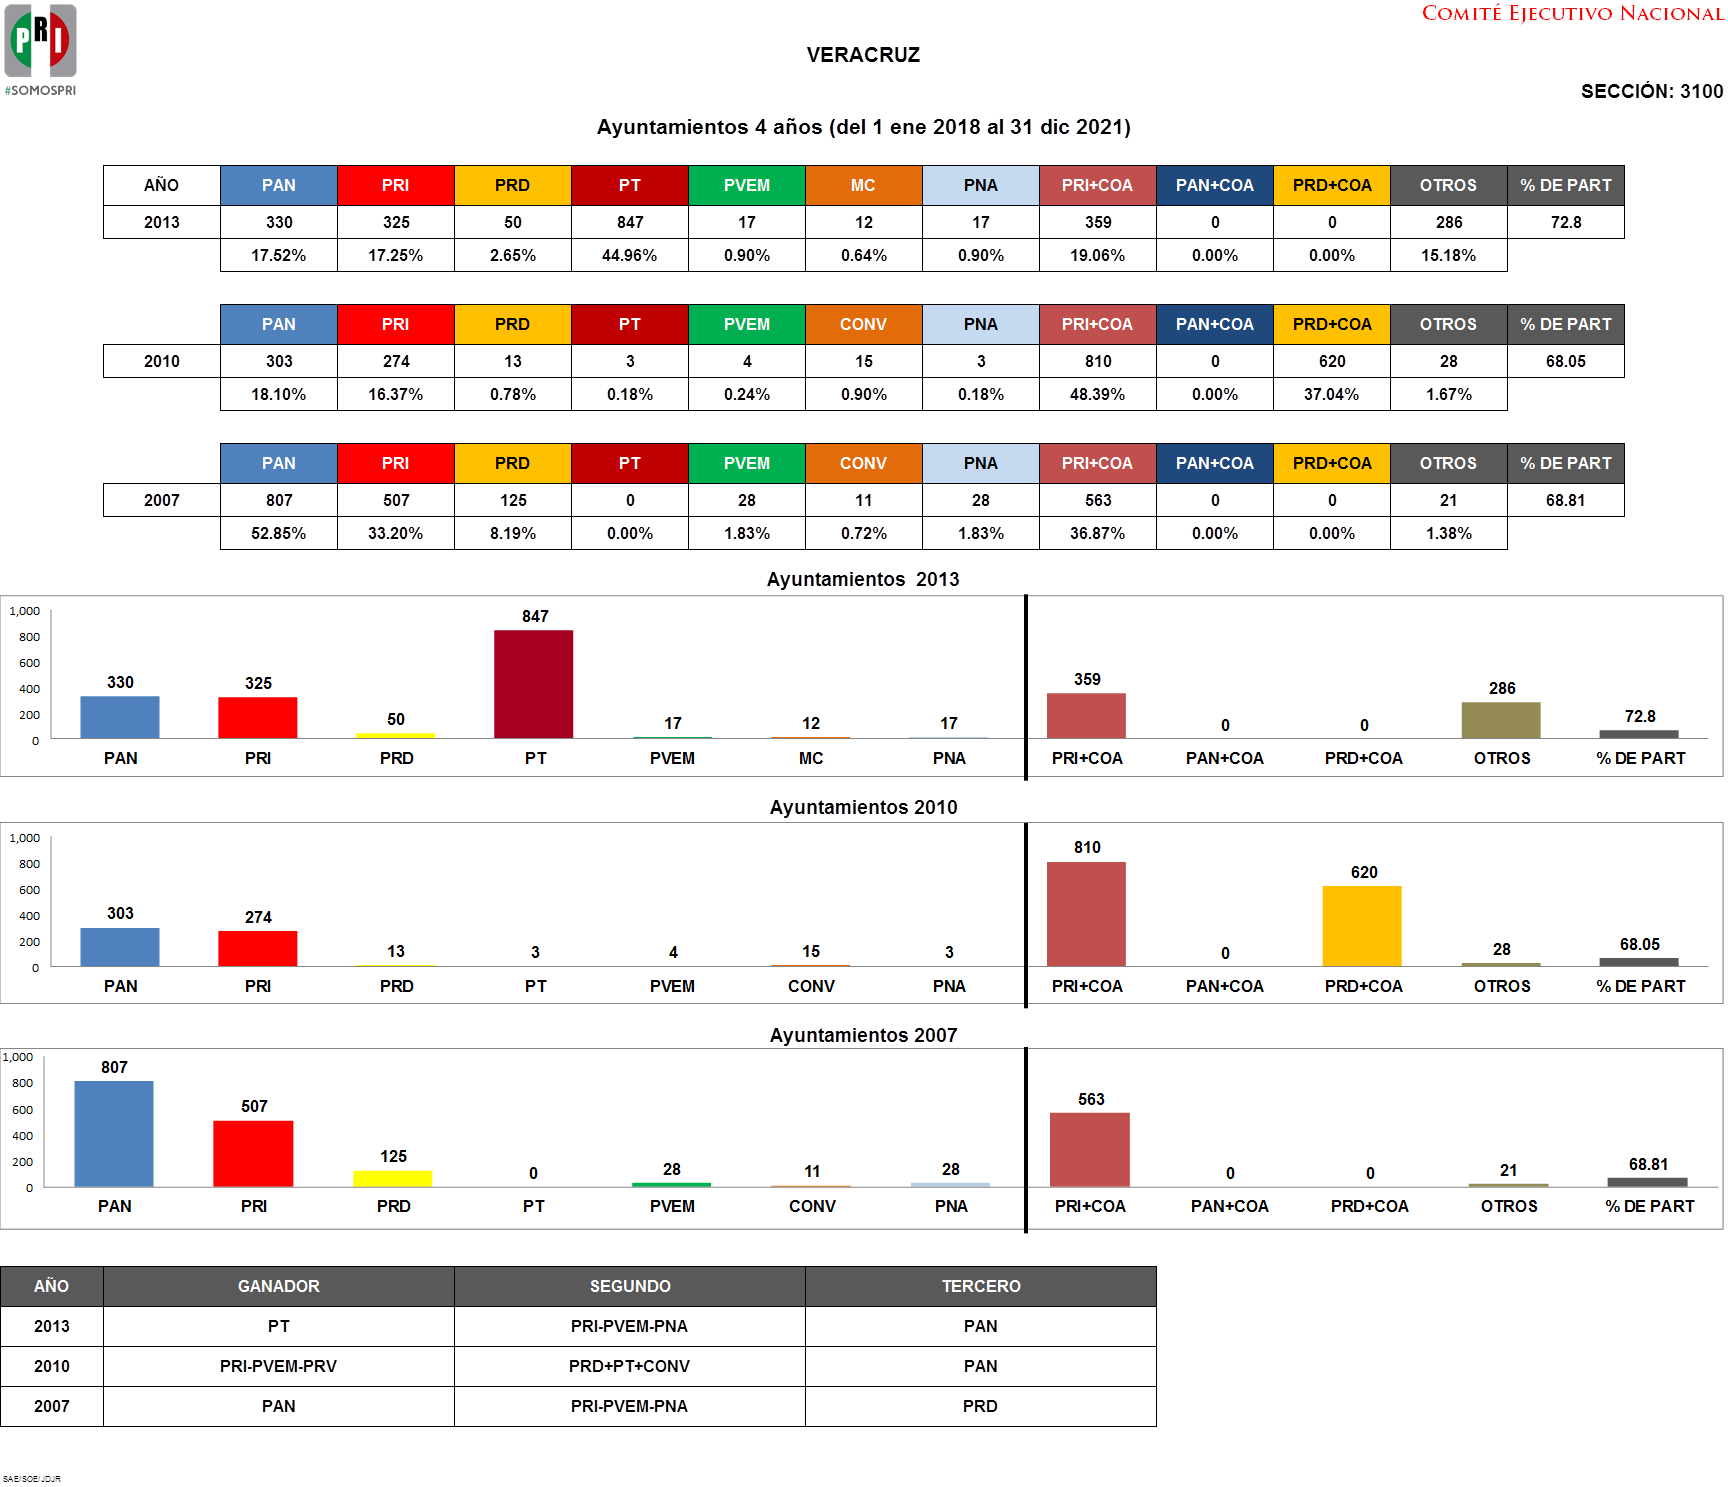 COMITÉ EJECUTIVO NACIONAL
PRI
#SOMOSPRI
VERACRUZ
SECCIÓN: 3100
Ayuntamientos 4 años (del 1 ene 2018 al 31 dic 2021)
AÑO PAN PRI PRD PT PVEM MC PNA PRI+COA PAN+COA PRD+COA OTROS % DE PART
2013 330 325 50 847 17 12 17 359 0 0 286 72.8
17.52% 17.25% 2.65% 44.96% 0.90% 0.64% 0.90% 19.06% 0.00% 0.00% 15.18%
PAN PRI PRD PT PVEM CONV PNA PRI+COA PAN+COA PRD+COA OTROS % DE PART
2010 303 274 13 3 4 15 3 810 0 620 28 68.05
18.10% 16.37% 0.78% 0.18% 0.24% 0.90% 0.18% 48.39% 0.00% 37.04% 1.67%
PAN PRI PRD PT PVEM CONV PNA PRI+COA PAN+COA PRD+COA OTROS % DE PART
2007 807 507 125 0 28 11 28 563 0 0 21 68.81
52.85% 33.20% 8.19% 0.00% 1.83% 0.72% 1.83% 36.87% 0.00% 0.00% 1.38%
Ayuntamientos 2013
1,000
800
600
400
200
0
330 325 50 847 17 12 17 359 0 0 286 72.8
PAN PRI PRD PT PVEM MC PNA PRI+COA PAN+COA PRD+COA OTROS % DE PART
Ayuntamientos 2010
1,000
800
600
400
200
0
303 274 13 3 4 15 3 810 0 620 28 68.05
PAN PRI PRD PT PVEM CONV PNA PRI+COA PAN+COA PRD+COA OTROS % DE PART
Ayuntamientos 2007
1,000
800
600
400
200
0
807 507 125 0 28 11 28 563 0 0 21 68.81
PAN PRI PRD PT PVEM CONV PNA PRI+COA PAN+COA PRD+COA OTROS % DE PART
AÑO GANADOR SEGUNDO TERCERO
2013 PT PRI-PVEM-PNA PAN
2010 PRI-PVEM-PRV PRD+PT+CONV PAN
2007 PAN PRI-PVEM-PNA PRD
SAE/SOE/JDJR